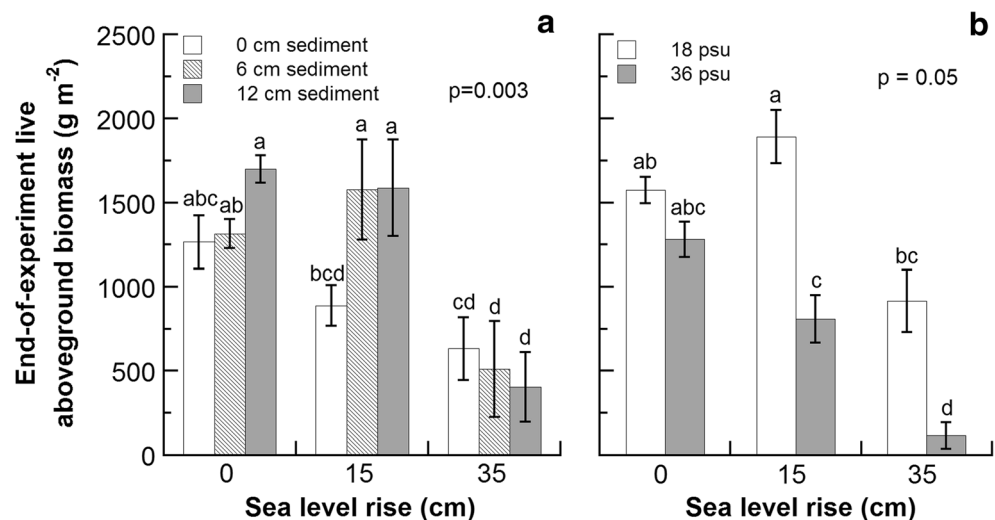 a
0 cm sediment
6 cm sediment
12 cm sediment
p=0.003
End-of-experiment live
aboveground biomass (g m⁻²)
2500
2000
1500
1000
500
0
abc ab a
bcd a a
cd d d
0 15 35
Sea level rise (cm)
b
18 psu
36 psu
p = 0.05
ab abc
a c
bc d
0 15 35
Sea level rise (cm)